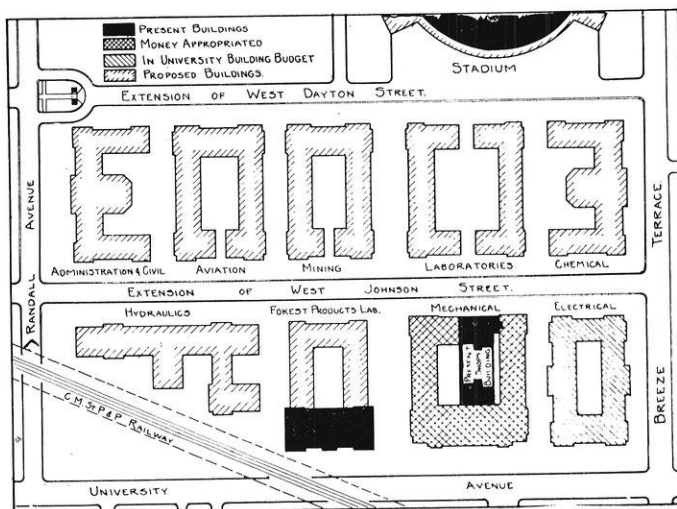 PRESENT BUILDINGS
MONEY APPROPRIATED
IN UNIVERSITY BUILDING BUDGET
PROPOSED BUILDINGS.
STADIUM
EXTENSION OF WEST DAYTON STREET.
RANDALL AVENUE
BREEZE TERRACE.
ADMINISTRATION & CIVIL
AVIATION
MINING
LABORATORIES
CHEMICAL
EXTENSION OF WEST JOHNSON STREET.
HYDRAULICS
FOREST PRODUCTS LAB.
MECHANICAL
ELECTRICAL
PRESENT
SHOPS
BUILDING
C.M. ST P & P RAILWAY
UNIVERSITY AVENUE